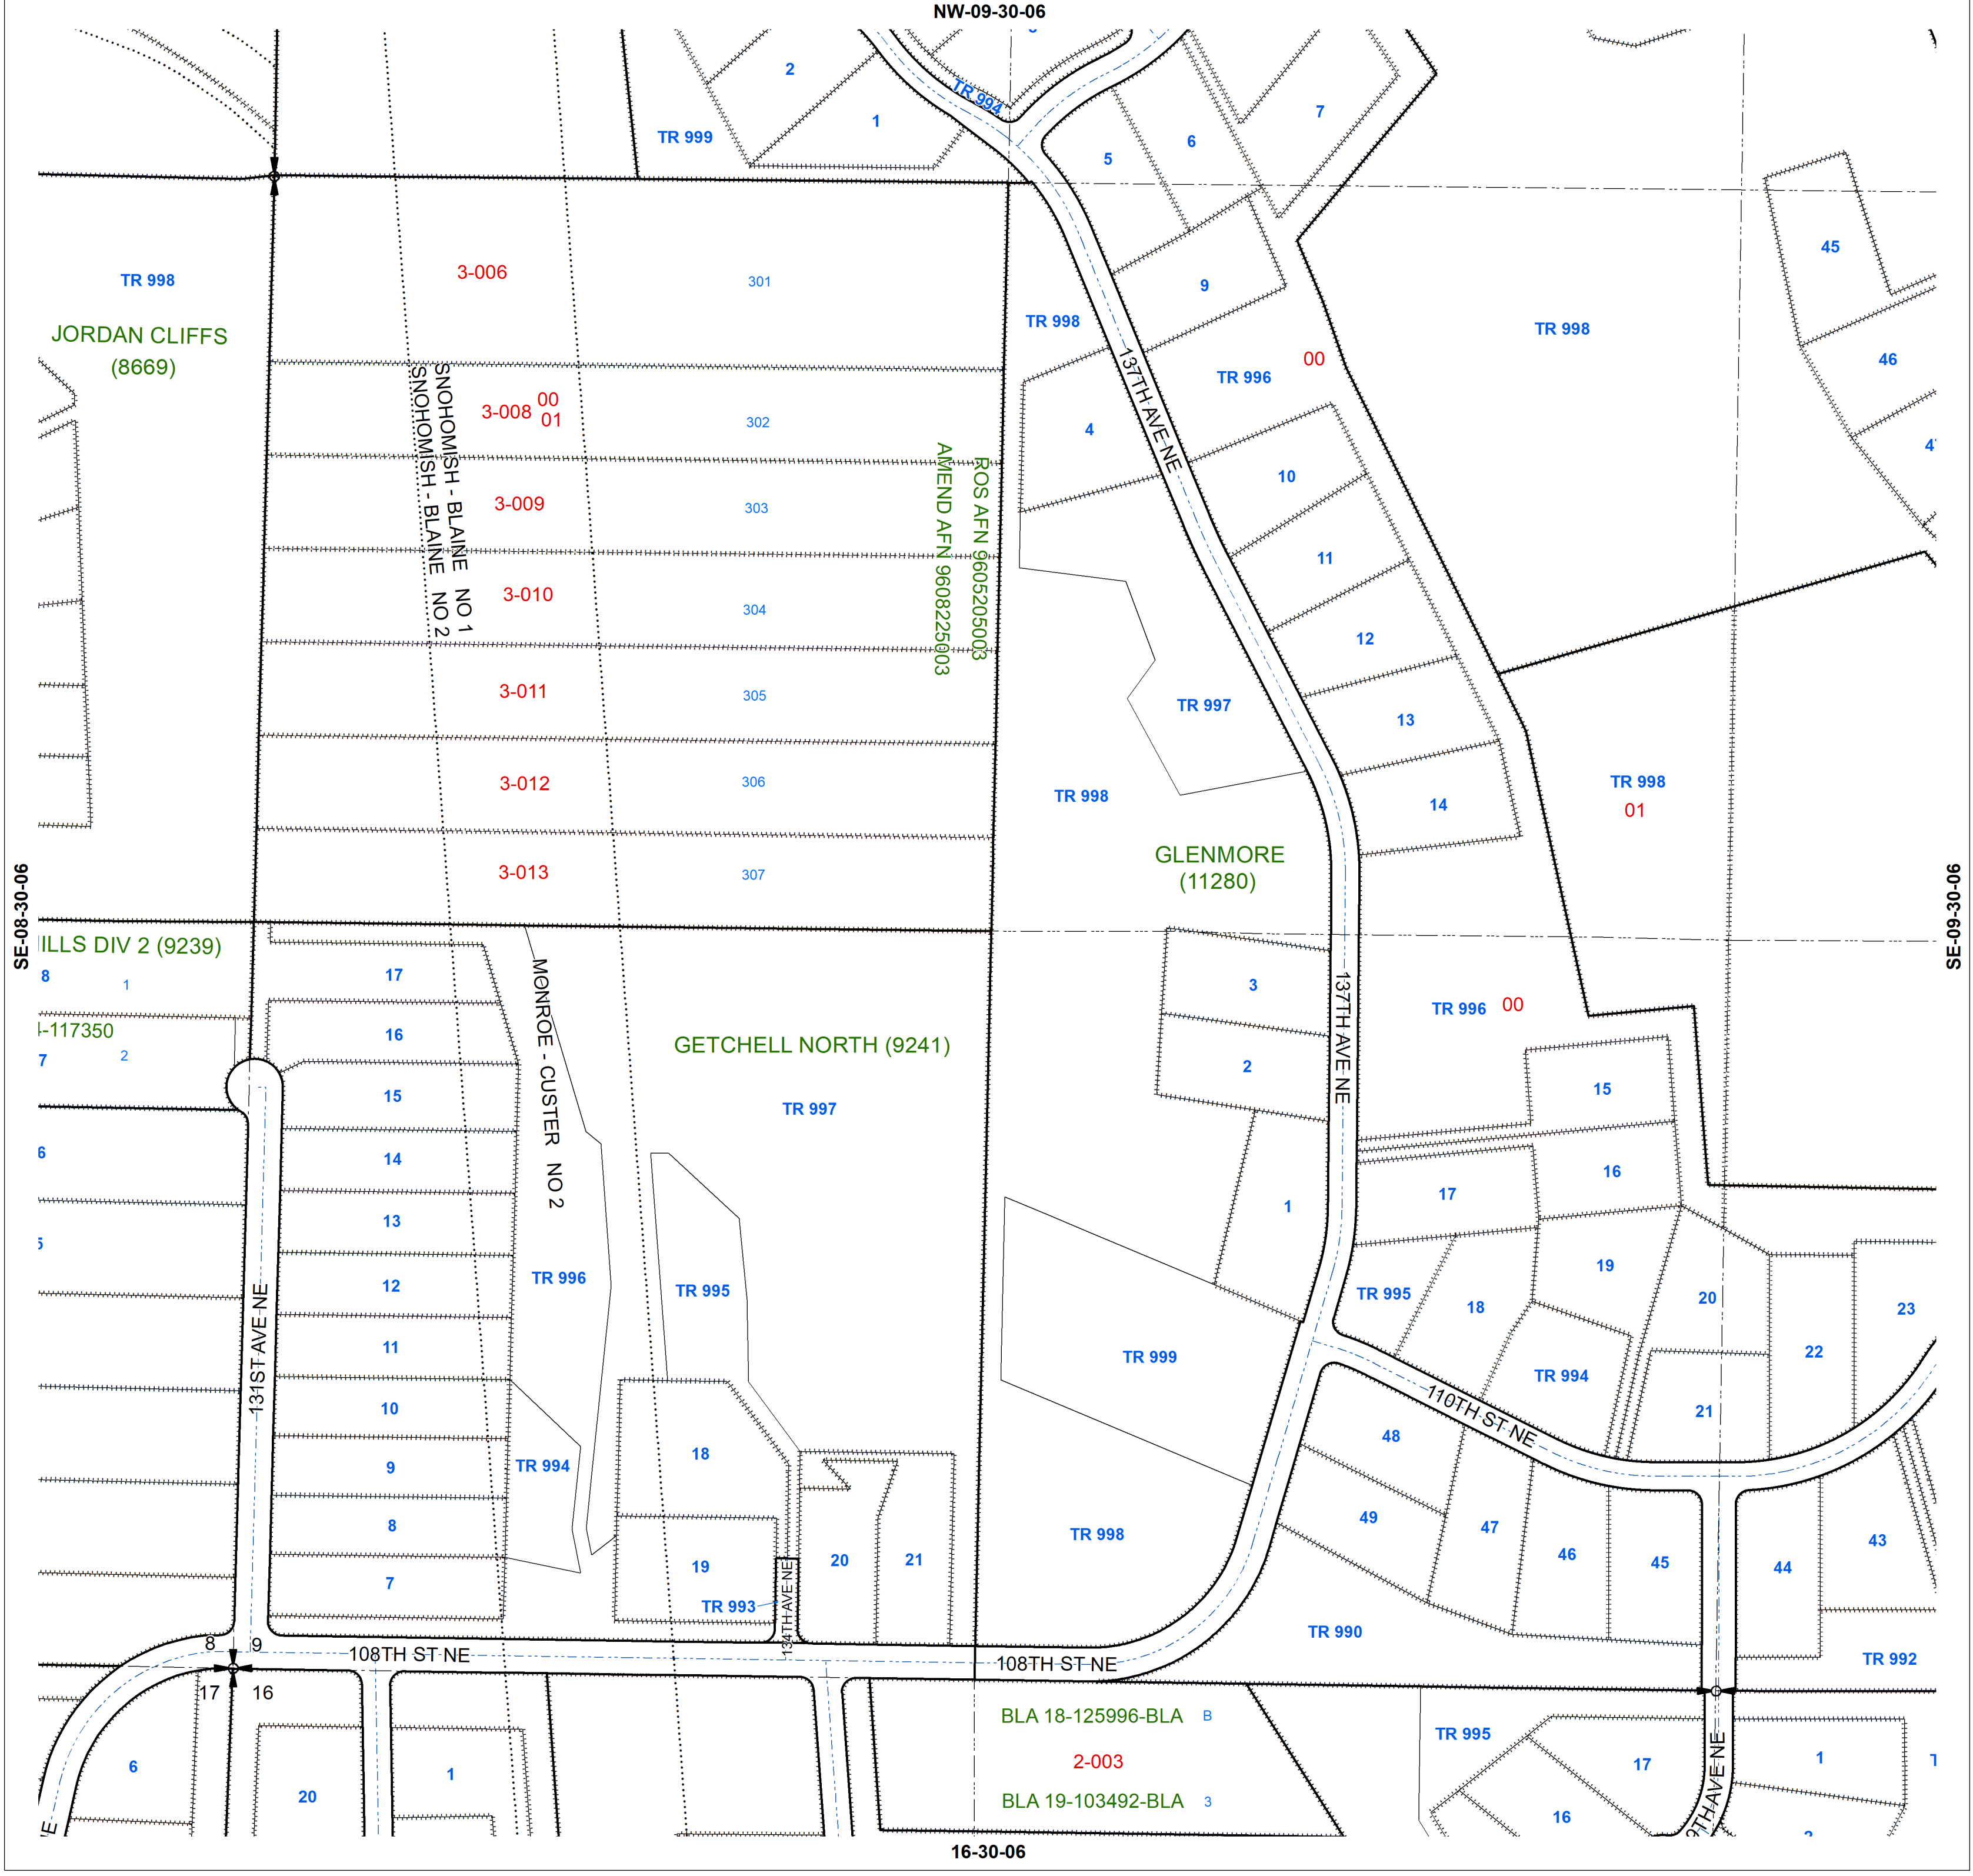 NW-09-30-06
2
1
TR 994
TR 999
5
6
7
45
TR 998
JORDAN CLIFFS
(8669)
3-006
301
TR 998
9
TR 998
46
TR 996
00
SNOHOMISH - BLAINE NO 1
SNOHOMISH - BLAINE NO 2
3-008
00
01
302
137TH AVE NE
4
ROS AFN 9605205003
AMEND AFN 9608225003
10
3-009
303
11
3-010
304
12
3-011
305
TR 997
13
3-012
306
TR 998
14
TR 998
01
3-013
307
GLENMORE
(11280)
SE-08-30-06
SE-09-30-06
ILLS DIV 2 (9239)
8
1
17
MONROE - CUSTER NO 2
3
137TH AVE NE
TR 996
00
4-117350
7
2
16
GETCHELL NORTH (9241)
2
15
15
TR 997
6
14
16
17
13
1
5
12
TR 996
TR 995
19
TR 995
18
20
23
131ST AVE NE
11
TR 999
22
TR 994
10
110TH ST NE
21
48
9
TR 994
18
49
47
8
TR 998
46
45
44
43
20
21
19
7
TR 993
134TH AVE NE
TR 990
8
9
108TH ST NE
108TH ST NE
TR 992
17
16
BLA 18-125996-BLA
B
TR 995
6
20
1
2-003
17
1
BLA 19-103492-BLA
3
16
TH AVE NE
2
E
16-30-06